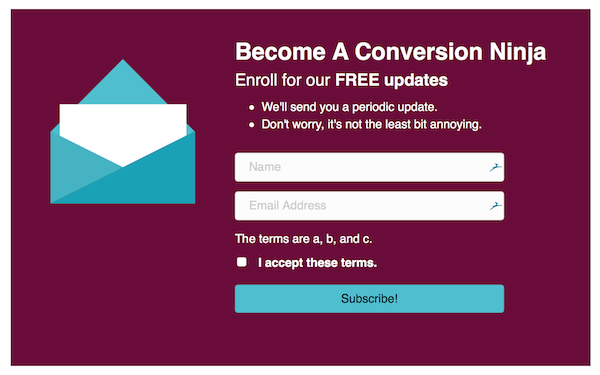 Become A Conversion Ninja
Enroll for our FREE updates
We'll send you a periodic update.
Don't worry, it's not the least bit annoying.
Name
Email Address
The terms are a, b, and c.
I accept these terms.
Subscribe!